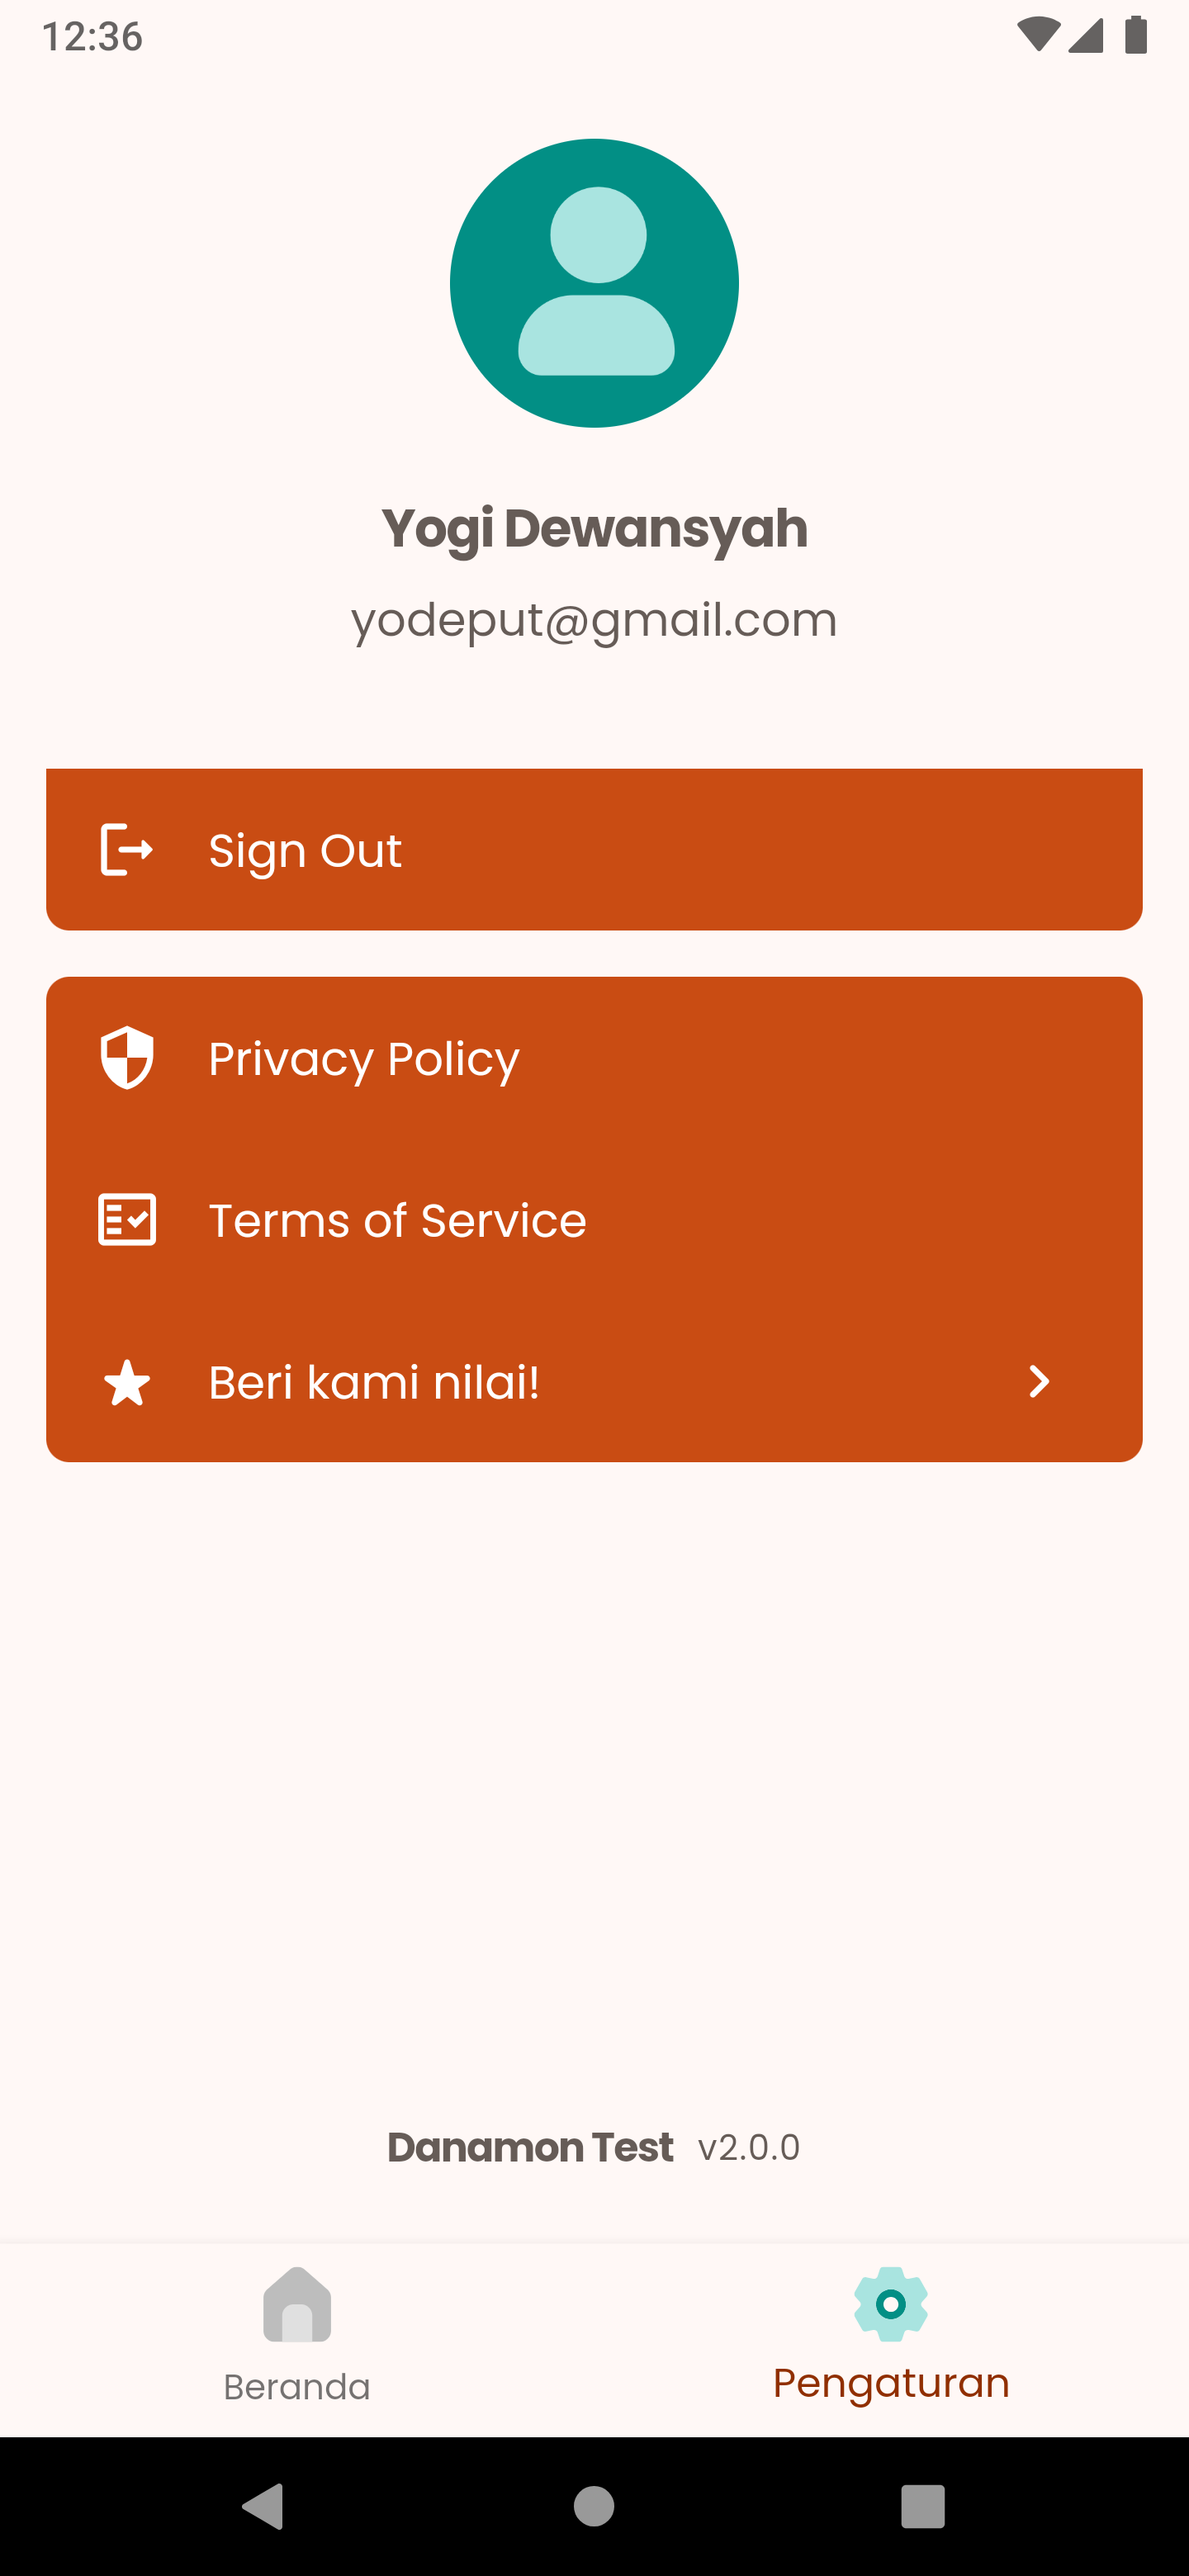 12:36
Yogi Dewansyah
yodeput@gmail.com
Sign Out
Privacy Policy
Terms of Service
Beri kami nilai!
Danamon Test v2.0.0
Beranda
Pengaturan